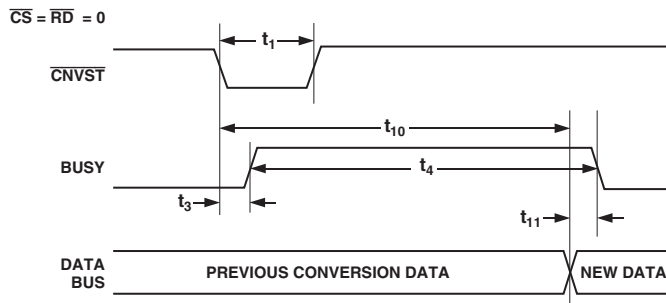 CS = RD = 0
CNVST
t1
t10
BUSY
t4
t3
t11
DATA
BUS
PREVIOUS CONVERSION DATA
NEW DATA